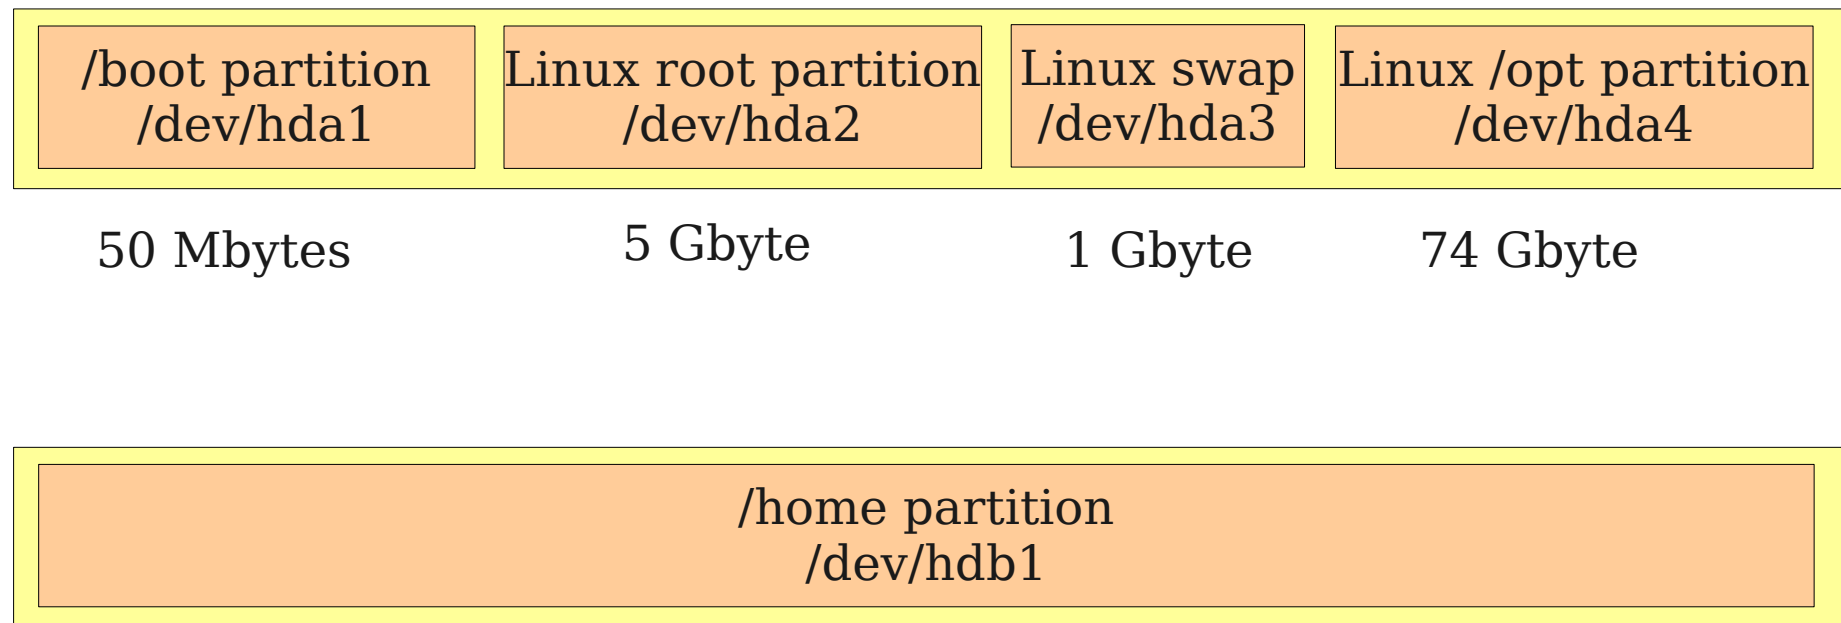 /boot partition
/dev/hda1
Linux root partition
/dev/hda2
Linux swap
/dev/hda3
Linux /opt partition
/dev/hda4
50 Mbytes
5 Gbyte
1 Gbyte
74 Gbyte
/home partition
/dev/hdb1